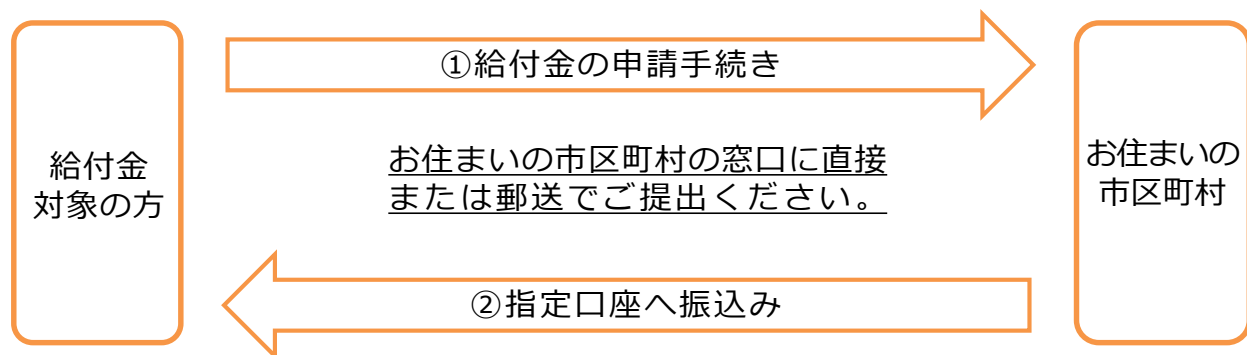 ①給付金の申請手続き
給付金
対象の方
お住まいの市区町村の窓口に直接
または郵送でご提出ください。
お住まいの
市区町村
②指定口座へ振込み